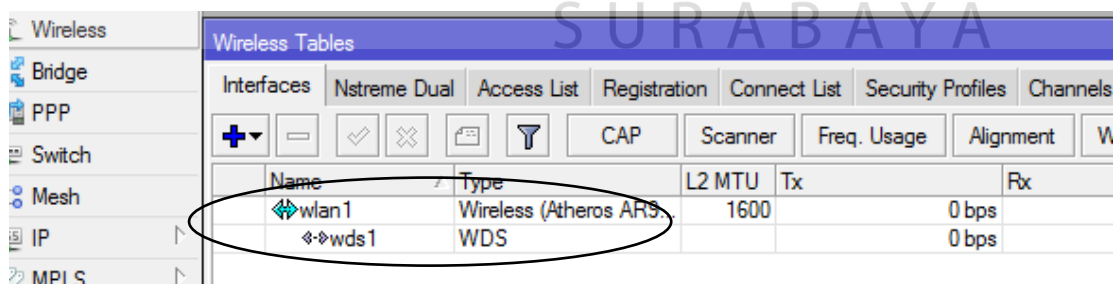 SURABAYA
Wireless
Wireless Tables
Bridge
Interfaces Nstreme Dual Access List Registration Connect List Security Profiles Channels
PPP
CAP Scanner Freq. Usage Alignment W
Switch
Name Type L2 MTU Tx Rx
Mesh
wlan1 Wireless (Atheros AR9... 1600 0 bps
IP
wds1 WDS 0 bps
MPLS